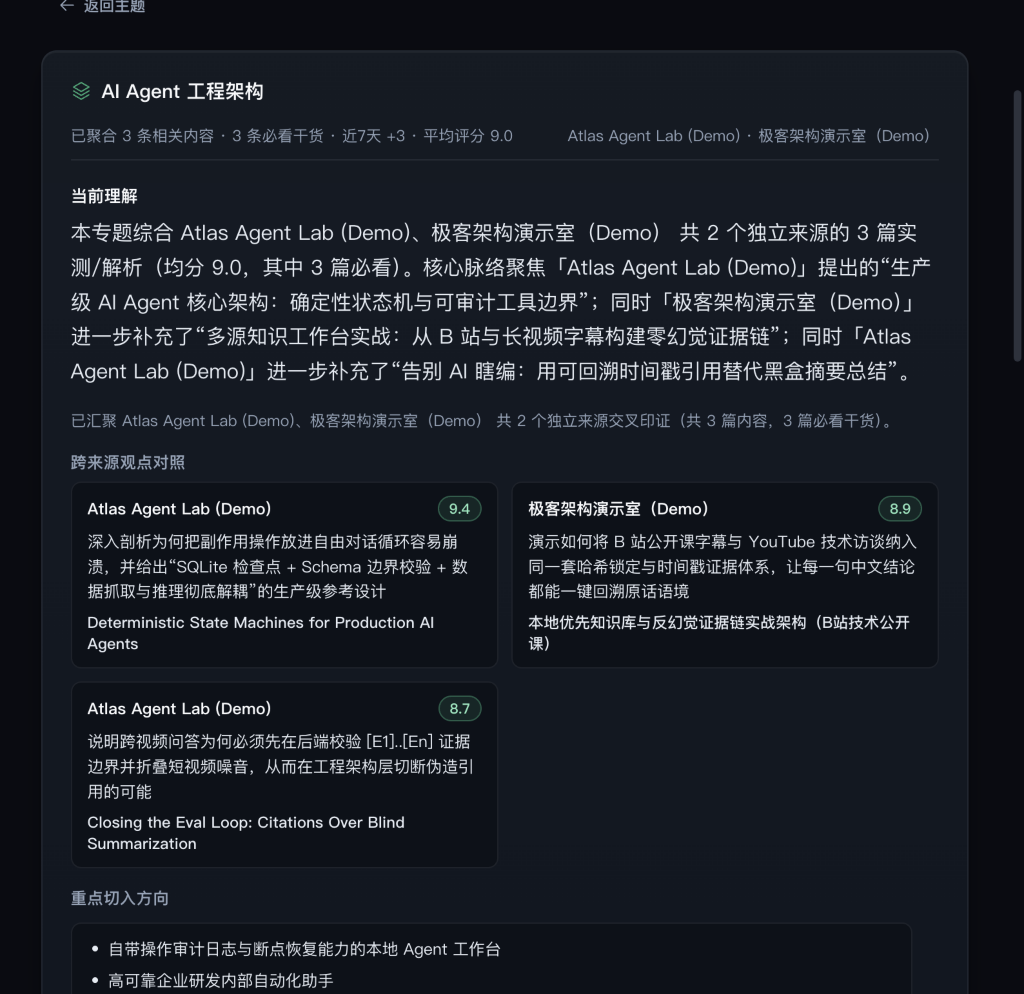 ← 返回主题
AI Agent 工程架构
已聚合 3 条相关内容 · 3 条必看干货 · 近7天 +3 · 平均评分 9.0
Atlas Agent Lab (Demo) · 极客架构演示室（Demo）
当前理解
本专题综合 Atlas Agent Lab (Demo)、极客架构演示室（Demo） 共 2 个独立来源的 3 篇实
测/解析（均分 9.0，其中 3 篇必看）。核心脉络聚焦「Atlas Agent Lab (Demo)」提出的“生产
级 AI Agent 核心架构：确定性状态机与可审计工具边界”；同时「极客架构演示室（Demo）」
进一步补充了“多源知识工作台实战：从 B 站与长视频字幕构建零幻觉证据链”；同时「Atlas
Agent Lab (Demo)」进一步补充了“告别 AI 瞎编：用可回溯时间戳引用替代黑盒摘要总结”。
已汇聚 Atlas Agent Lab (Demo)、极客架构演示室（Demo） 共 2 个独立来源交叉印证（共 3 篇内容，3 篇必看干货）。
跨来源观点对照
Atlas Agent Lab (Demo)
9.4
深入剖析为何把副作用操作放进自由对话循环容易崩
溃，并给出“SQLite 检查点 + Schema 边界校验 + 数
据抓取与推理彻底解耦”的生产级参考设计
Deterministic State Machines for Production AI
Agents
极客架构演示室（Demo）
8.9
演示如何将 B 站公开课字幕与 YouTube 技术访谈纳入
同一套哈希锁定与时间戳证据体系，让每一句中文结论
都能一键回溯原话语境
本地优先知识库与反幻觉证据链实战架构（B站技术公开
课）
Atlas Agent Lab (Demo)
8.7
说明跨视频问答为何必须先在后端校验 [E1]..[En] 证据
边界并折叠短视频噪音，从而在工程架构层切断伪造引
用的可能
Closing the Eval Loop: Citations Over Blind
Summarization
重点切入方向
• 自带操作审计日志与断点恢复能力的本地 Agent 工作台
• 高可靠企业研发内部自动化助手